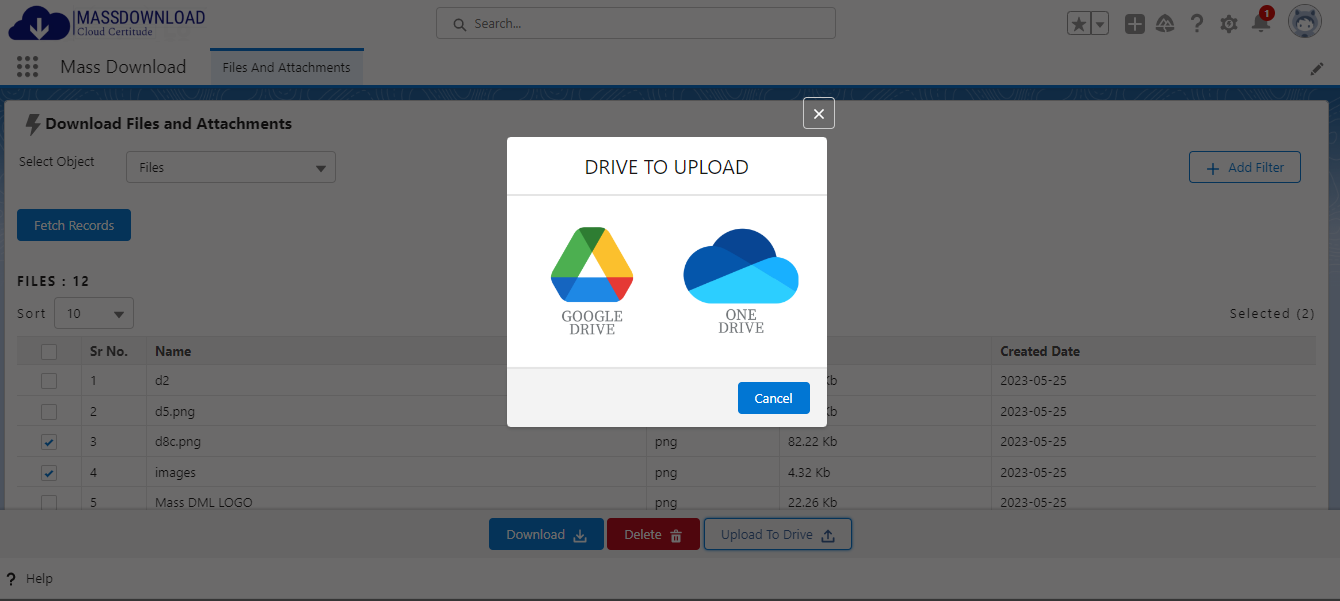 MASSDOWNLOAD
Cloud Certitude
Search...
1
Mass Download
Files And Attachments
Download Files and Attachments
Select Object
Files
Add Filter
Fetch Records
DRIVE TO UPLOAD
GOOGLE
DRIVE
ONE
DRIVE
Cancel
FILES : 12
Sort
10
Selected (2)
Sr No. Name Created Date
1 d2 Kb 2023-05-25
2 d5.png Kb 2023-05-25
3 d8c.png png 82.22 Kb 2023-05-25
4 images png 4.32 Kb 2023-05-25
5 Mass DML LOGO png 22.26 Kb 2023-05-25
Download
Delete
Upload To Drive
? Help